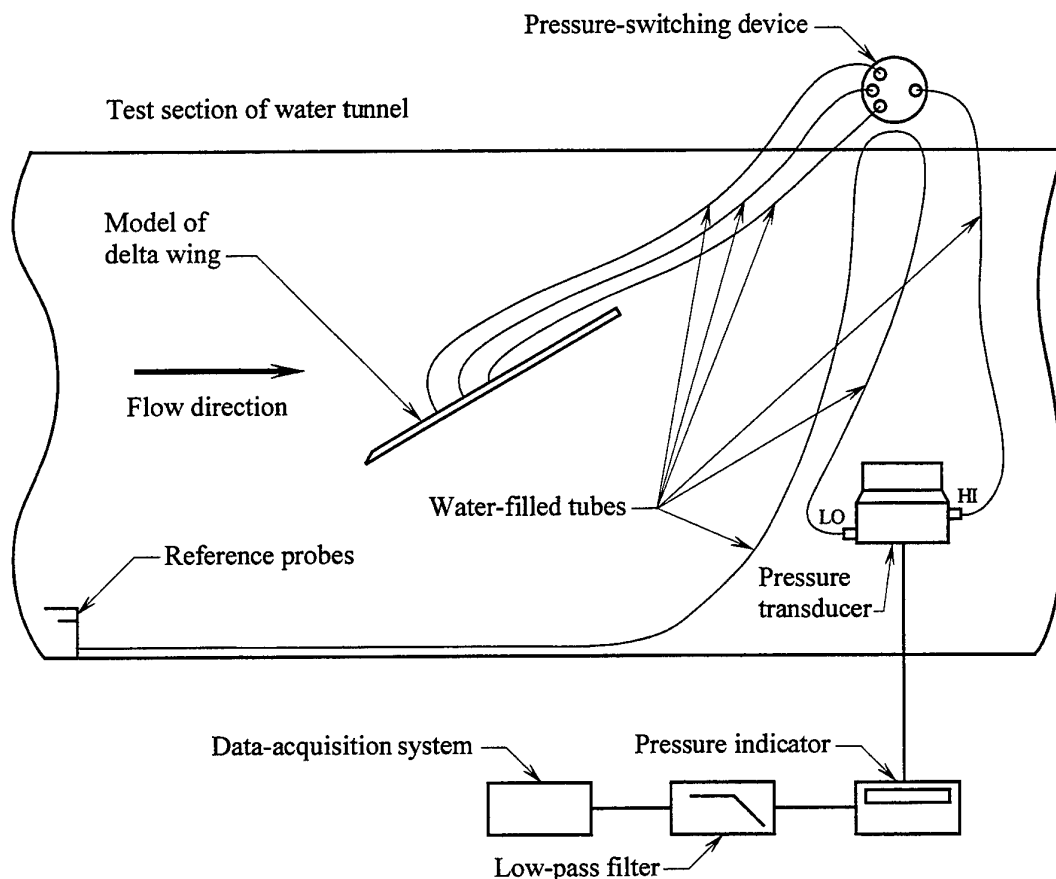 Pressure-switching device
Test section of water tunnel
Model of
delta wing
Flow direction
Water-filled tubes
HI
LO
Reference probes
Pressure
transducer
Data-acquisition system
Pressure indicator
Low-pass filter